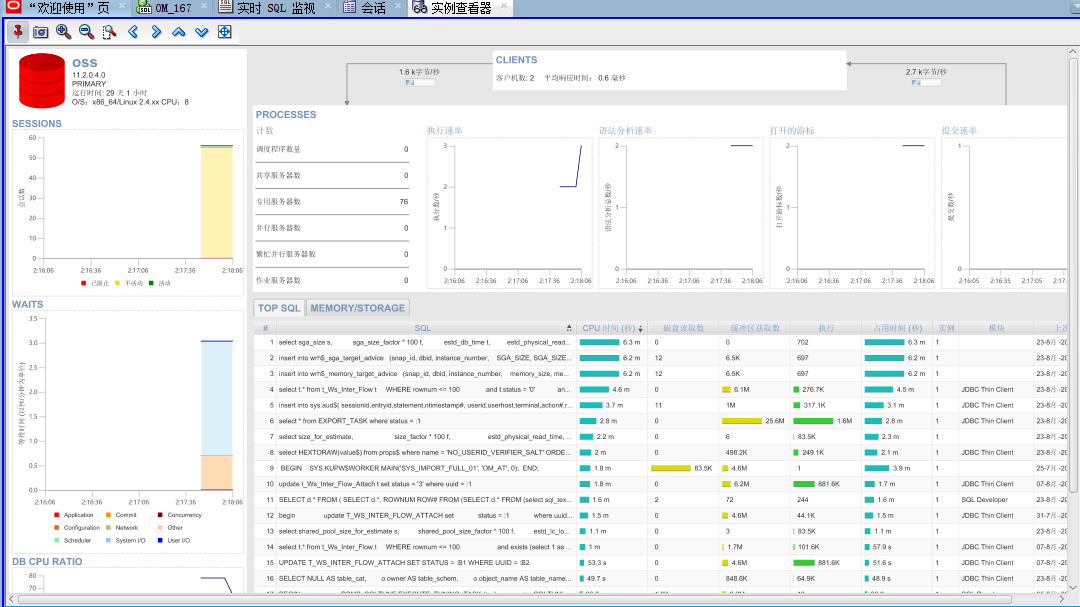 “欢迎使用”页
OM_167
实时 SQL 监视
会话
实例查看器
OSS
11.2.0.4.0
PRIMARY
运行时间: 29 天 1 小时
O/S: x86_64/Linux 2.4.xx CPU: 8
1.6 k字节/秒
CLIENTS
客户机数: 2 平均响应时间: 0.6 毫秒
2.7 k字节/秒
SESSIONS
会话数
60
50
40
30
20
10
0
2:16:06 2:16:36 2:17:06 2:17:36 2:18:06
已阻止 不活动 活动
PROCESSES
计数
调度程序数量 0
共享服务器数 0
专用服务器数 76
并行服务器数 0
繁忙并行服务器数 0
作业服务器数 0
执行速率
执行数/秒
3
2
1
0
2:16:06 2:16:36 2:17:06 2:17:36 2:18:06
语法分析速率
语法分析总数/秒
2
1
0
2:16:06 2:16:36 2:17:06 2:17:36 2:18:06
打开的游标
打开游标数/秒
2
1
0
2:16:06 2:16:36 2:17:06 2:17:36 2:18:06
提交速率
提交数/秒
1
0
2:16:05 2:16:35 2:17:05
WAITS
等待时间 (以秒/分钟为单位)
3.5
3.0
2.5
2.0
1.5
1.0
0.5
0.0
2:16:06 2:16:36 2:17:06 2:17:36 2:18:06
Application Commit Concurrency
Configuration Network Other
Scheduler System I/O User I/O
DB CPU RATIO
80
70
TOP SQL MEMORY/STORAGE
# SQL CPU 时间 (秒) 磁盘读取数 缓冲区获取数 执行 占用时间 (秒) 实例 模块 上次
1 select sga_size s, sga_size_factor * 100 f, estd_db_time t, estd_physical_read... 6.3 m 0 0 702 6.3 m 1 23-8月 -20
2 insert into wrh$_sga_target_advice (snap_id, dbid, instance_number, SGA_SIZE, SGA_SIZE... 6.2 m 12 6.5K 697 6.2 m 1 23-8月 -20
3 insert into wrh$_memory_target_advice (snap_id, dbid, instance_number, memory_size, me... 6.2 m 12 6.5K 697 6.2 m 1 23-8月 -20
4 select t.* from t_Ws_Inter_Flow t WHERE rownum <= 100 and t.status = '0' an... 4.6 m 0 6.1M 276.7K 4.5 m 1 JDBC Thin Client 23-8月-20
5 insert into sys.aud$( sessionid,entryid,statement,ntimestamp#, userid,userhost,terminal,action#,r... 3.7 m 11 1M 317.1K 3.1 m 1 JDBC Thin Client 23-8月-20
6 select * from EXPORT_TASK where status = :1 2.8 m 0 25.6M 1.6M 2.8 m 1 JDBC Thin Client 23-8月-20
7 select size_for_estimate, size_factor * 100 f, estd_physical_read_time, ... 2.2 m 0 6 83.5K 2.3 m 1 23-8月 -20
8 select HEXTORAW(value$) from props$ where name = 'NO_USERID_VERIFIER_SALT' ORDE... 2 m 0 498.2K 249.1K 2.1 m 1 JDBC Thin Client 23-8月 -20
9 BEGIN SYS.KUPW$WORKER.MAIN('SYS_IMPORT_FULL_01', 'OM_AT', 0); END; 1.8 m 83.5K 4.6M 1 3.9 m 1 25-7月 -20
10 update t_Ws_Inter_Flow_Attach t set status = '3' where uuid = :1 1.8 m 0 6.2M 881.6K 1.7 m 1 JDBC Thin Client 07-8月 -20
11 SELECT d.* FROM ( SELECT d.*, ROWNUM ROW# FROM (SELECT d.* FROM (select sql_tex... 1.6 m 2 72 244 1.6 m 1 SQL Developer 23-8月 -20
12 begin update T_WS_INTER_FLOW_ATTACH set status = :1 where uuid... 1.5 m 0 4.6M 44.1K 1.5 m 1 JDBC Thin Client 31-7月 -20
13 select shared_pool_size_for_estimate s, shared_pool_size_factor * 100 f, estd_lc_lo... 1.1 m 0 3 83.5K 1.1 m 1 23-8月 -20
14 select t.* from t_Ws_Inter_Flow t WHERE rownum <= 100 and exists (select 1 as ... 1 m 0 1.7M 101.6K 57.9 s 1 JDBC Thin Client 07-8月 -20
15 UPDATE T_WS_INTER_FLOW_ATTACH SET STATUS = :B1 WHERE UUID = :B2 53.3 s 0 4.6M 881.6K 51.6 s 1 JDBC Thin Client 07-8月 -20
16 SELECT NULL AS table_cat, o.owner AS table_schem, o.object_name AS table_name... 49.7 s 0 848.6K 64.9K 48.9 s 1 JDBC Thin Client 23-8月 -20